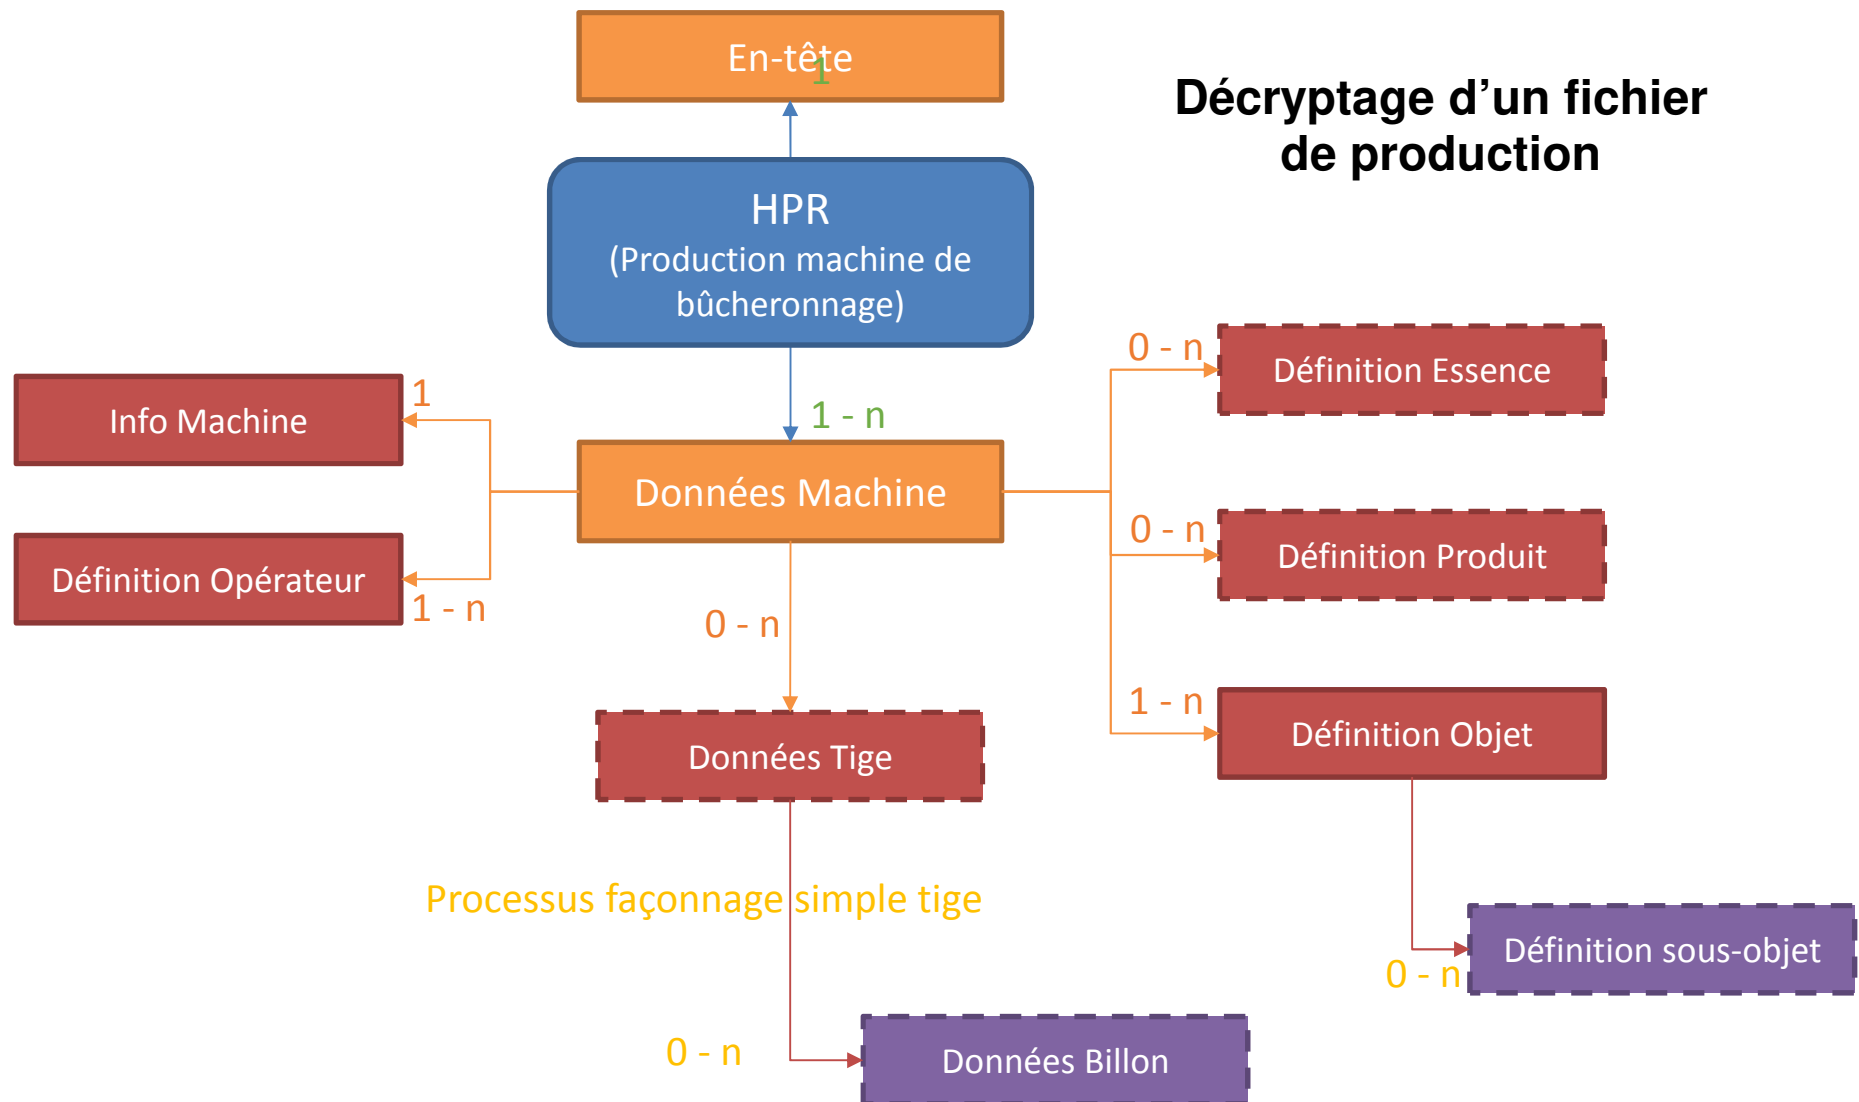 En-tête
1
Décryptage d’un fichier
de production
HPR
(Production machine de
bûcheronnage)
0 - n
Définition Essence
1
Info Machine
1 - n
Données Machine
0 - n
Définition Produit
Définition Opérateur
1 - n
0 - n
1 - n
Définition Objet
Données Tige
Processus façonnage simple tige
Définition sous-objet
0 - n
0 - n
Données Billon